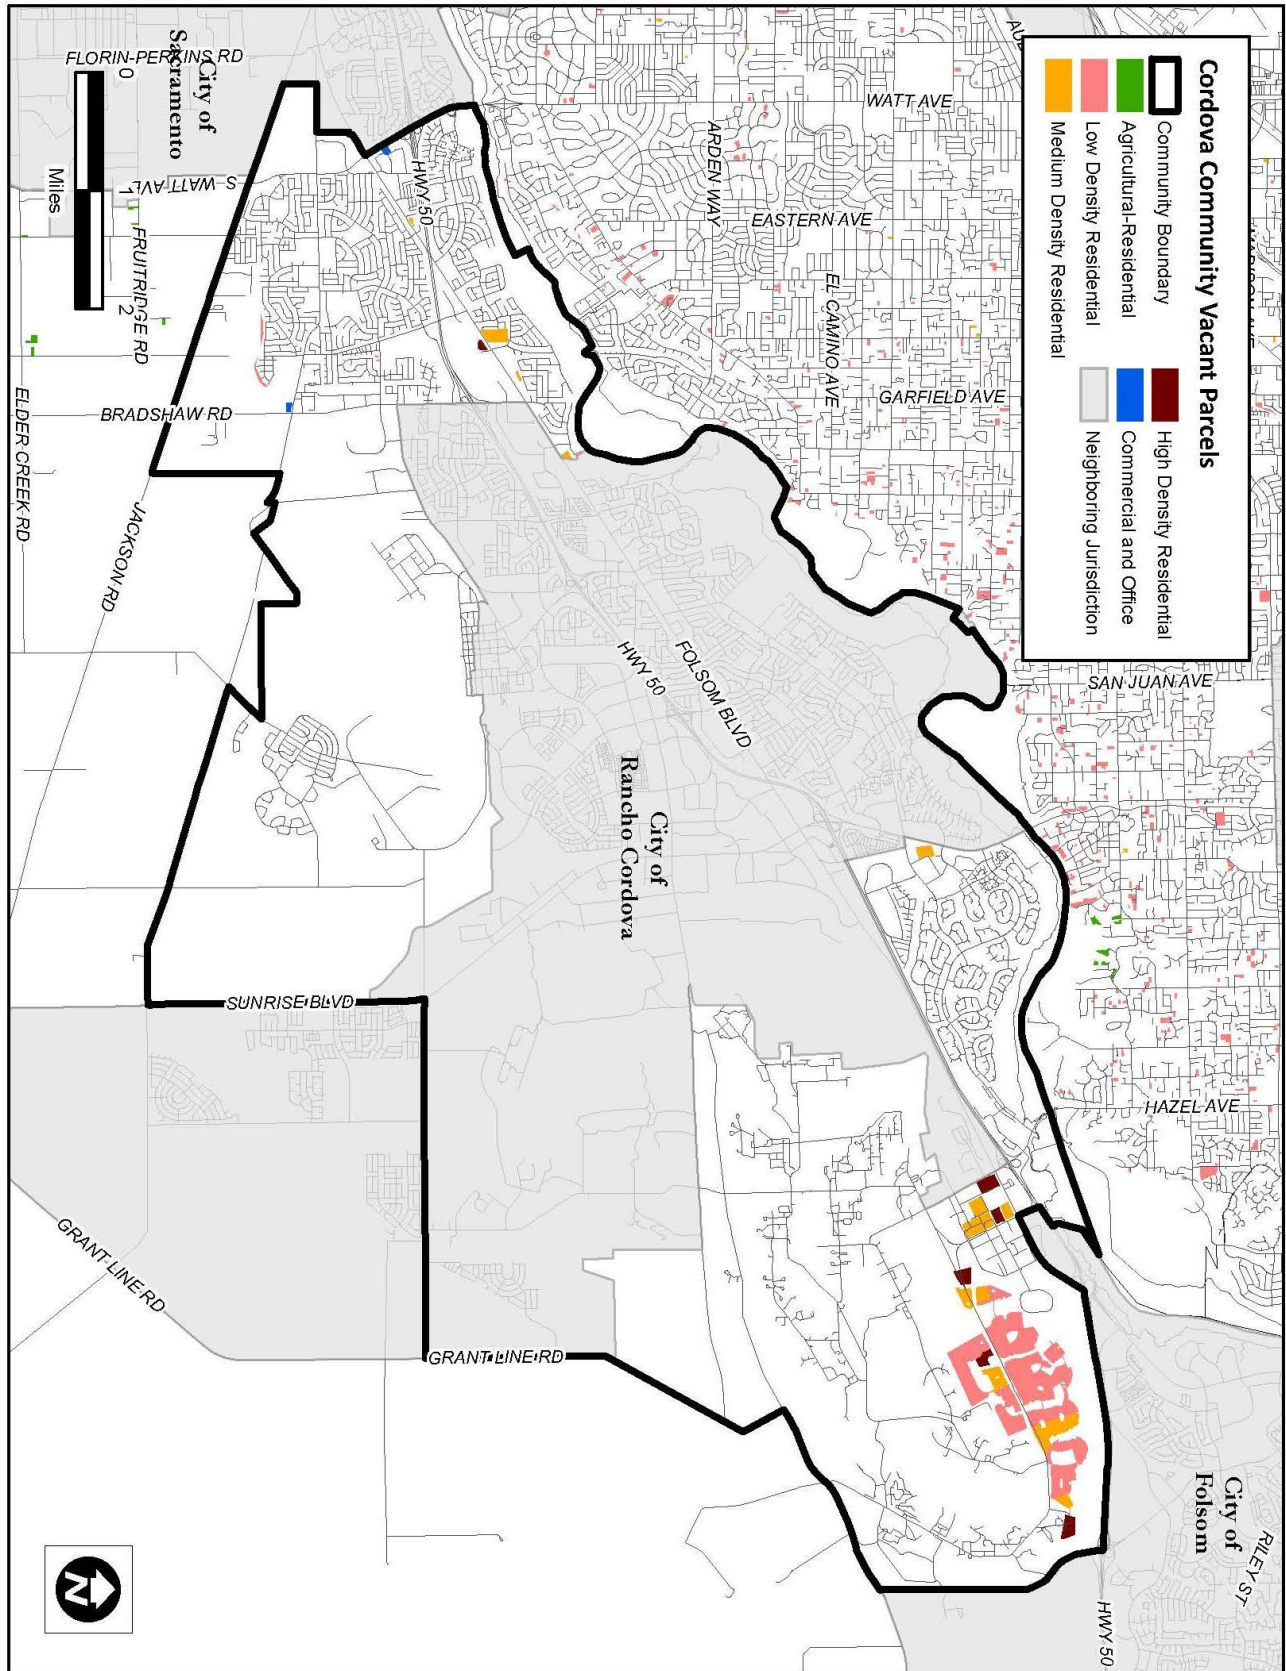 Cordova Community Vacant Parcels
Community Boundary
Agricultural-Residential
Low Density Residential
Medium Density Residential
High Density Residential
Commercial and Office
Neighboring Jurisdiction
WATT AVE
ARDEN WAY
EASTERN AVE
EL CAMINO AVE
GARFIELD AVE
SAN JUAN AVE
HAZEL AVE
City of
Folsom
RILEY ST
HWY 50
FLORIN-PERKINS RD
City of
Sacramento
S WATT AVE
HWY 50
FRUITRIDGE RD
BRADSHAW RD
ELDER CREEK RD
JACKSON RD
FOLSOM BLVD
HWY 50
City of
Rancho Cordova
SUNRISE BLVD
GRANT LINE RD
GRANT LINE RD
0 1 2
Miles
N